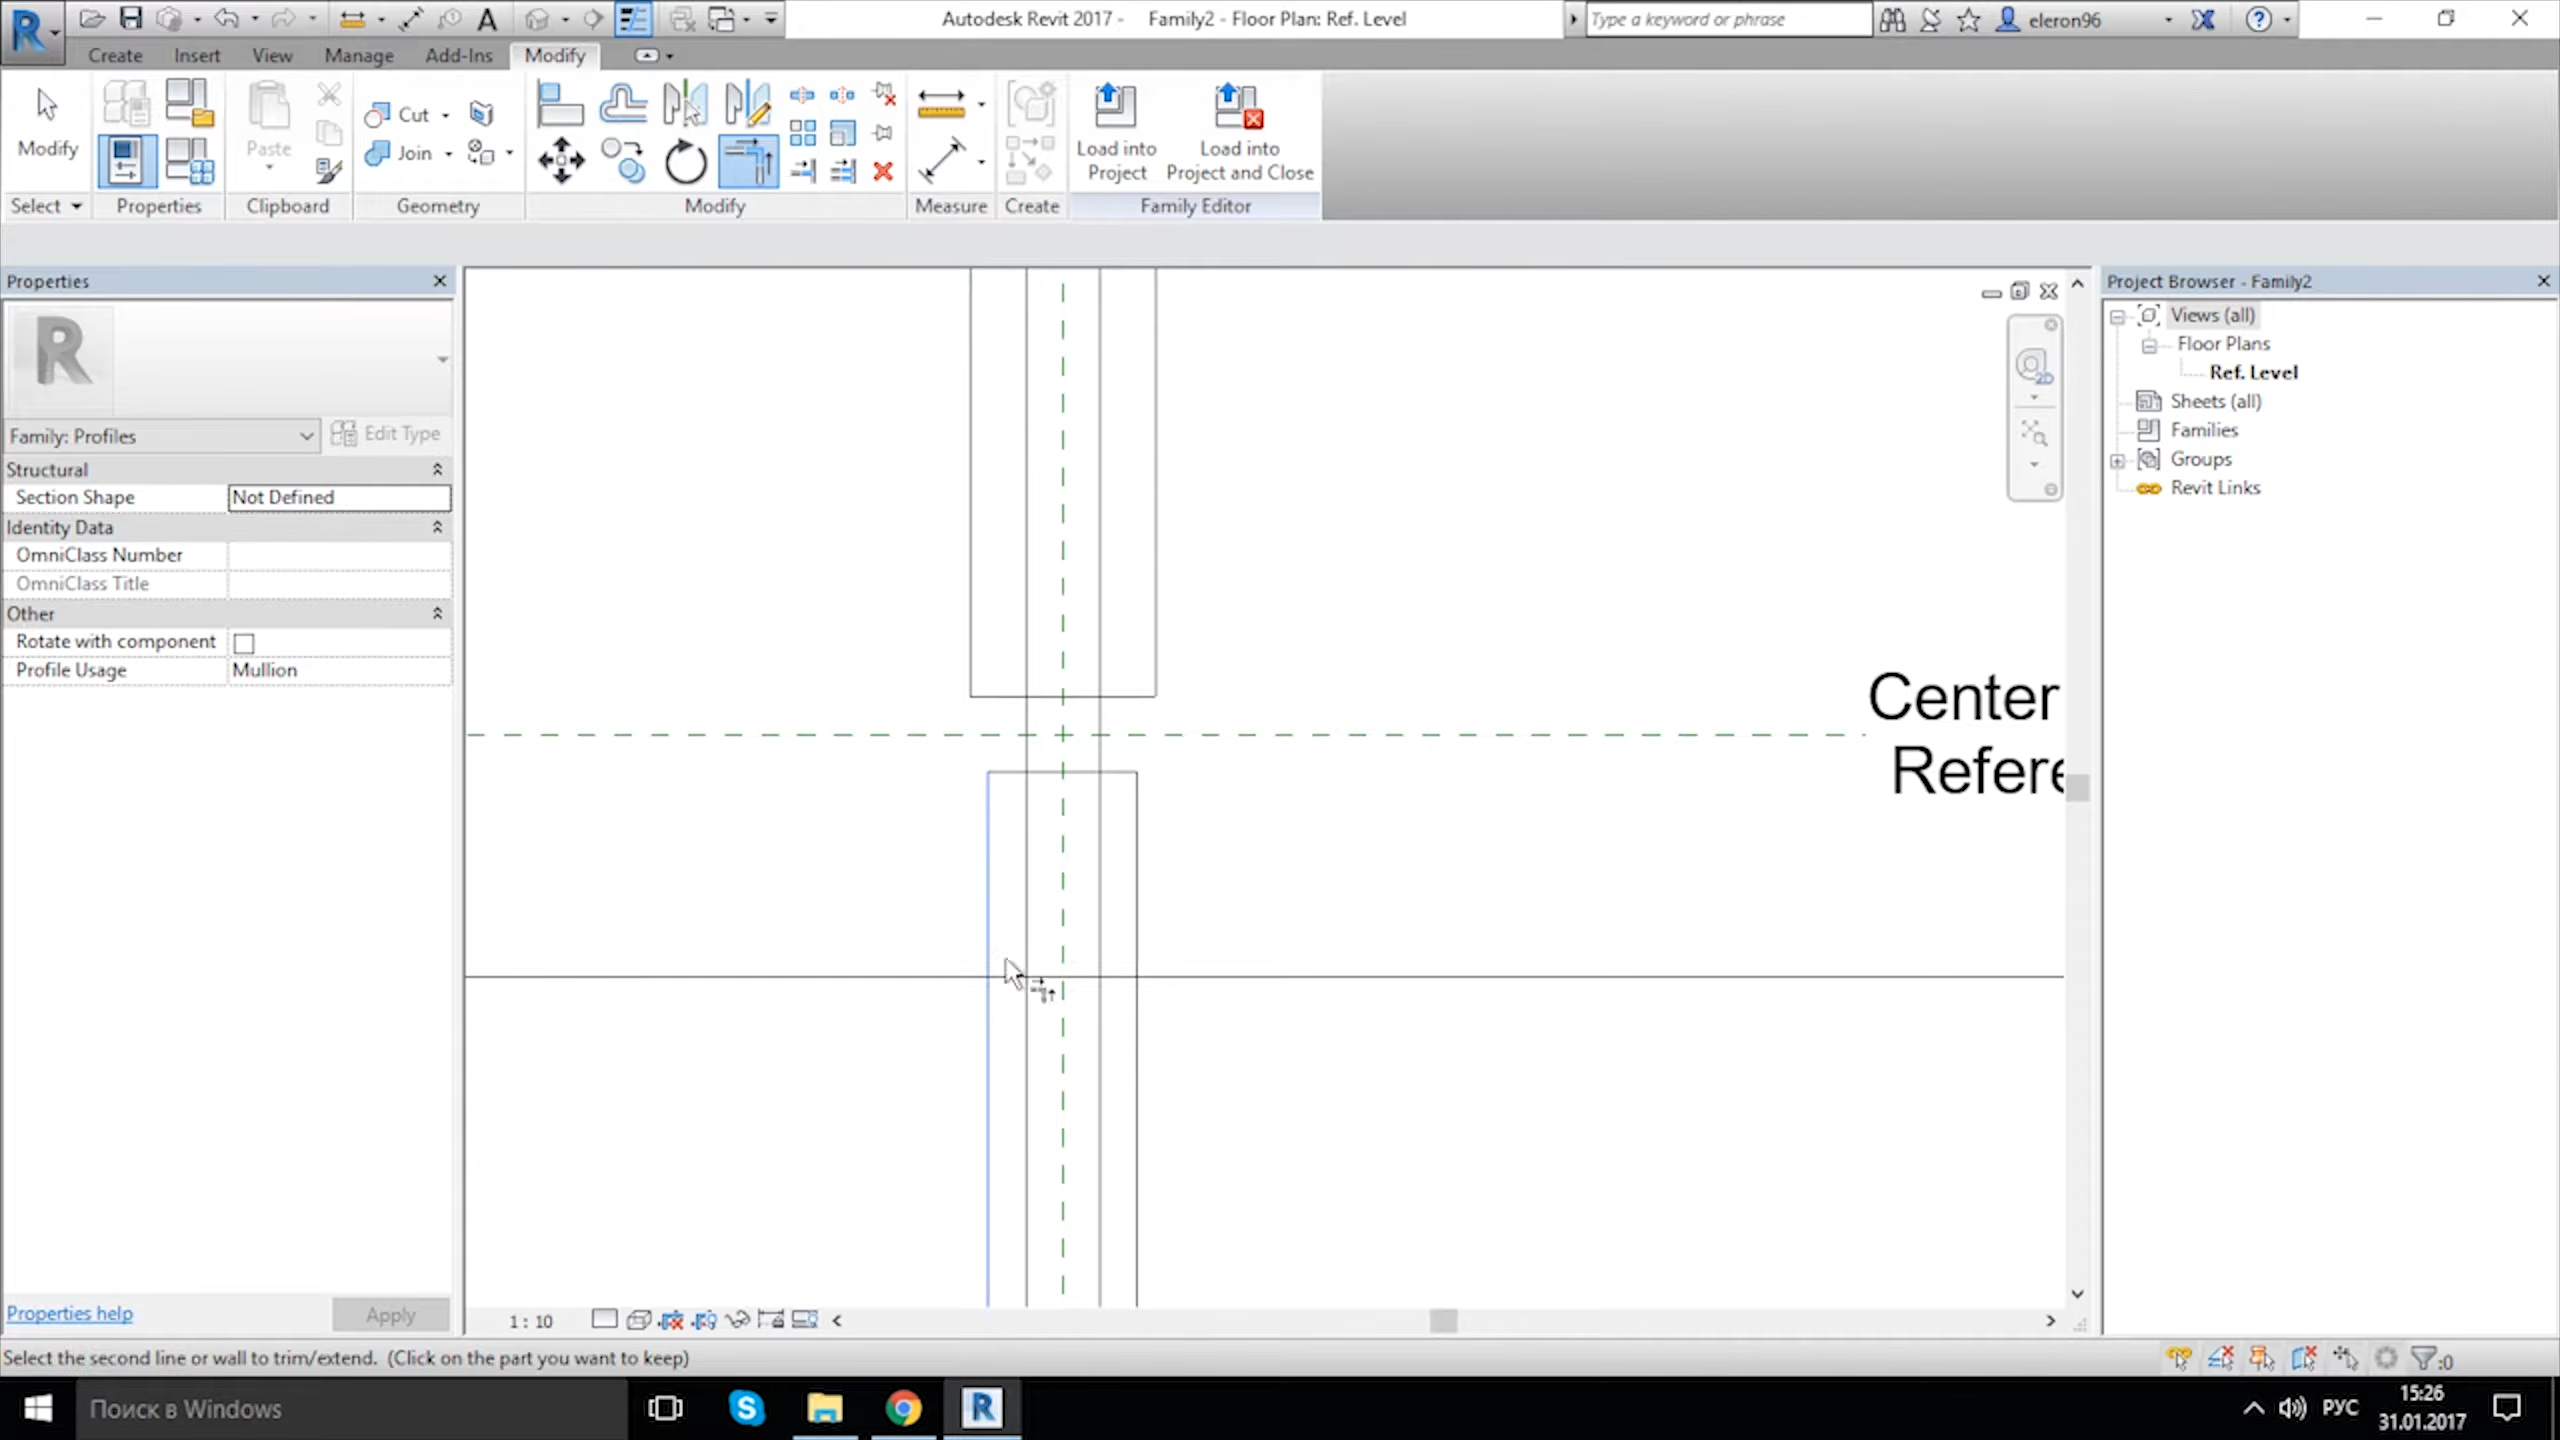 Autodesk Revit 2017 - Family2 - Floor Plan: Ref. Level
Type a keyword or phrase
eleron96
Create Insert View Manage Add-Ins Modify
Modify
Paste
Cut
Join
Load into Project
Load into Project and Close
Select Properties Clipboard Geometry Modify Measure Create Family Editor
Properties
Family: Profiles
Edit Type
Structural
Section Shape Not Defined
Identity Data
OmniClass Number
OmniClass Title
Other
Rotate with component
Profile Usage Mullion
Properties help
Apply
Center
Refere
1 : 10
Project Browser - Family2
Views (all)
Floor Plans
Ref. Level
Sheets (all)
Families
Groups
Revit Links
Select the second line or wall to trim/extend. (Click on the part you want to keep)
:0
Поиск в Windows
РУС
15:26
31.01.2017